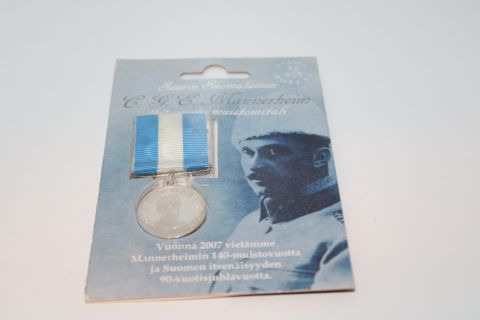 Suurin Suomalainen
C. G. E. Mannerheim
muistomitali
Vuonna 2007 vietämme
Mannerheimin 140-muistovuotta
ja Suomen itsenäisyyden
90-vuotisjuhlavuotta.